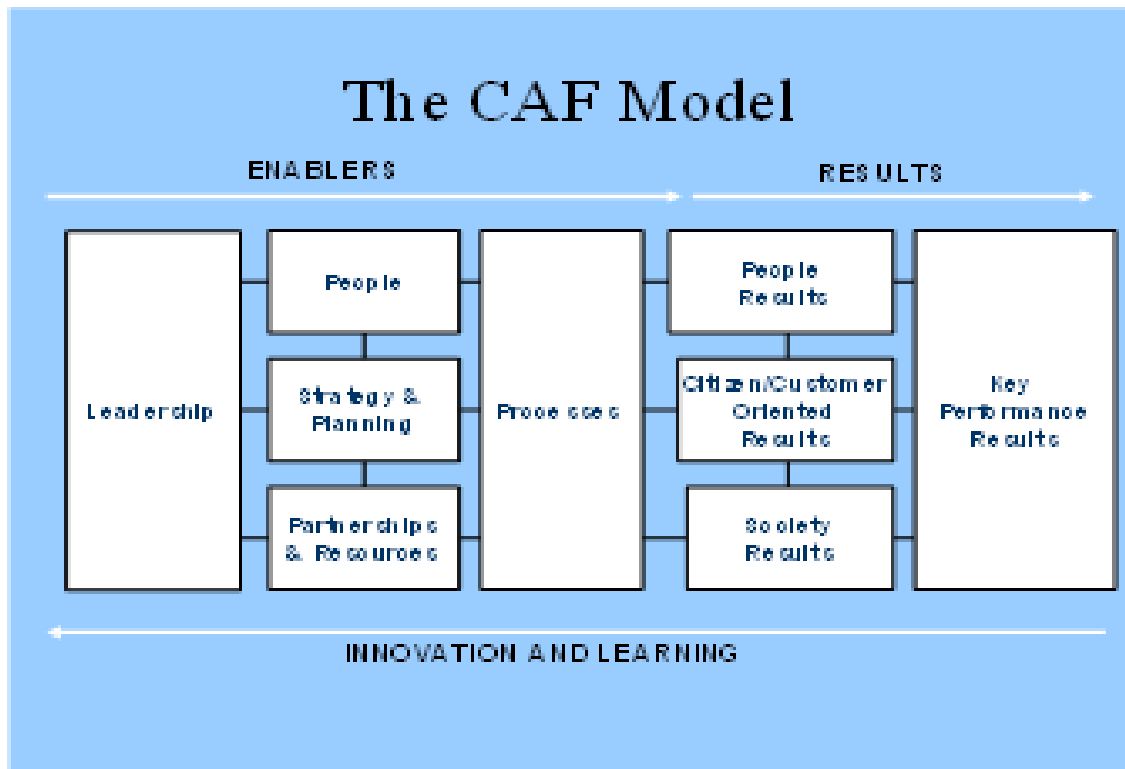 The CAF Model
ENABLERS
RESULTS
Leadership
People
Strategy &
Planning
Partnerships
& Resources
Processes
People
Results
Citizen/Customer
Oriented
Results
Society
Results
Key
Performance
Results
INNOVATION AND LEARNING